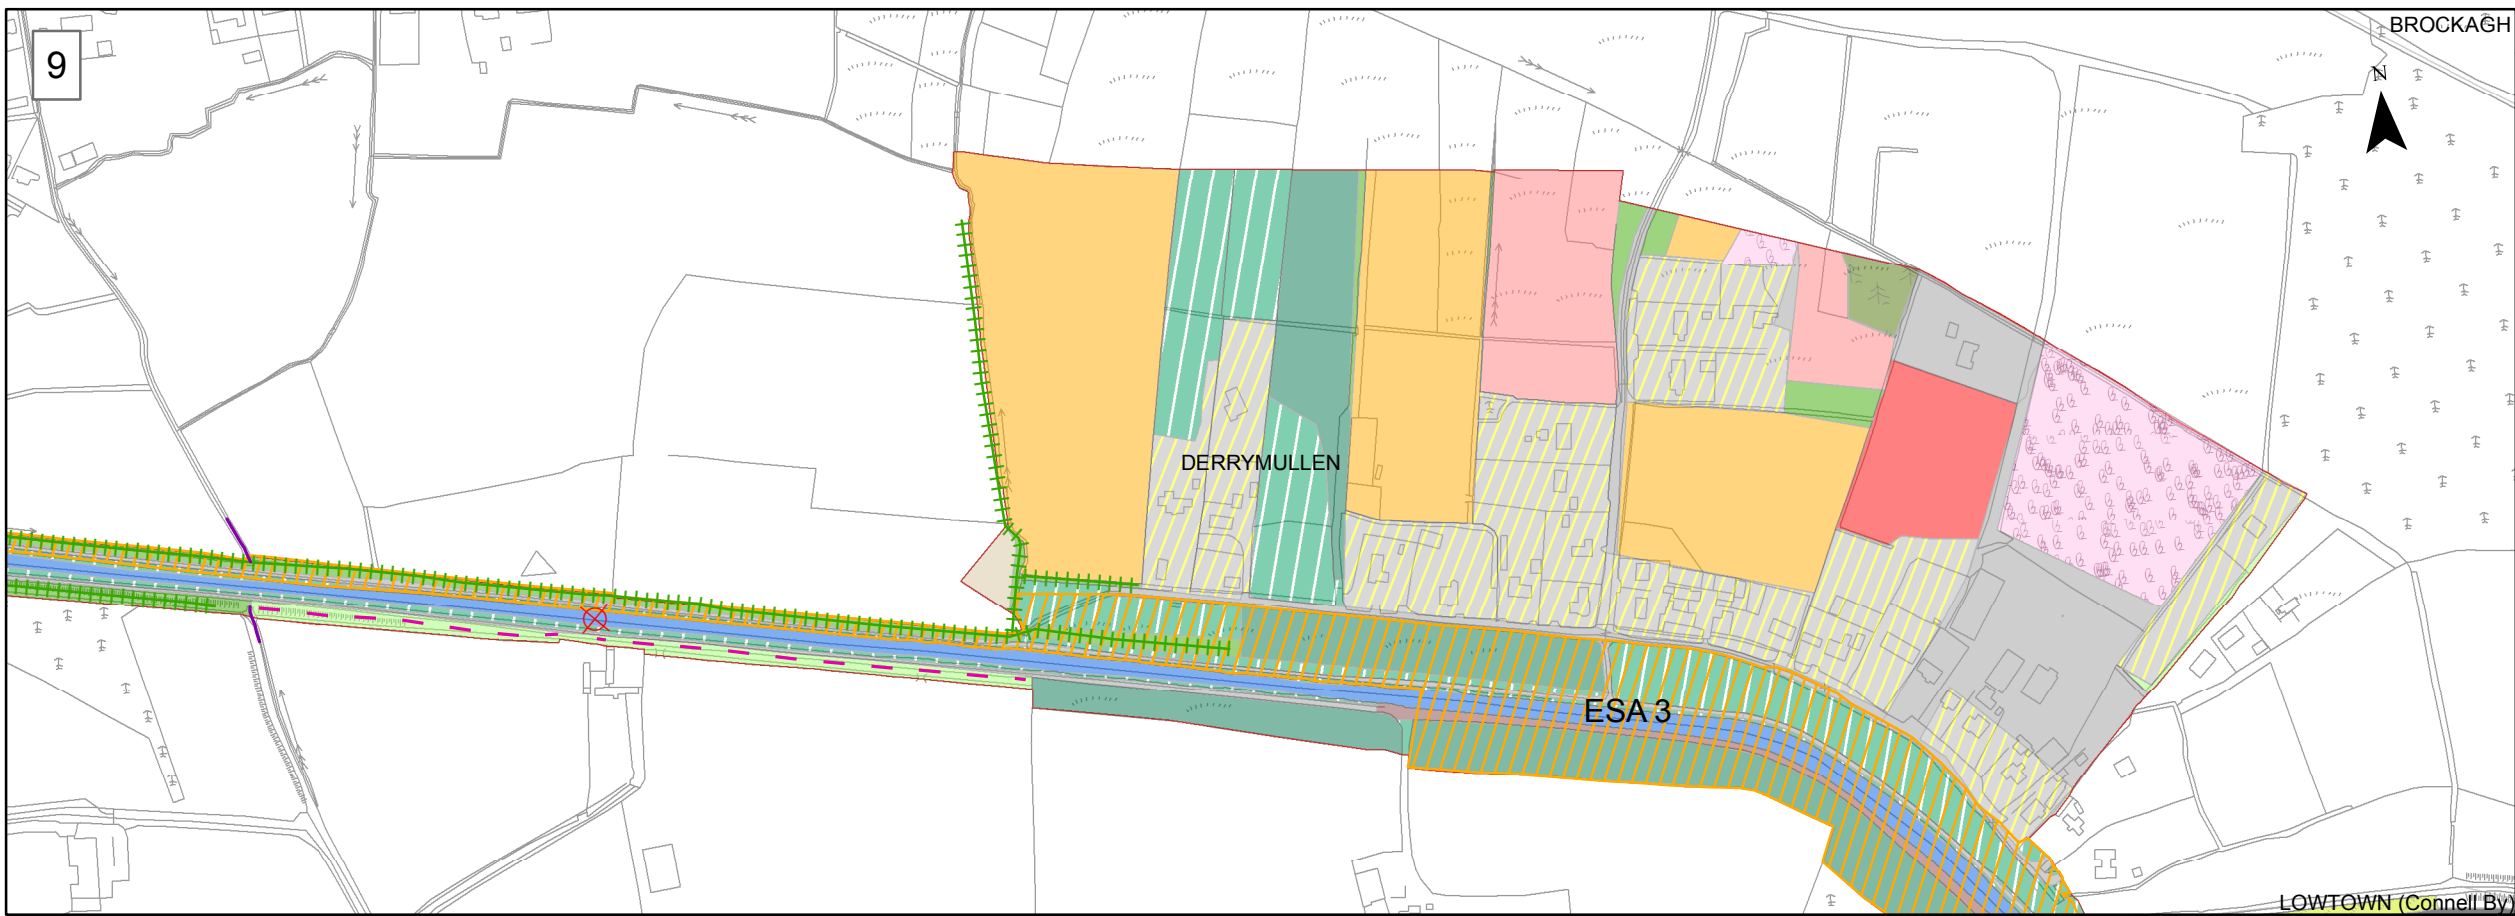 BROCKAGH
9
N
DERRYMULLEN
ESA 3
LOWTOWN (Connell By)